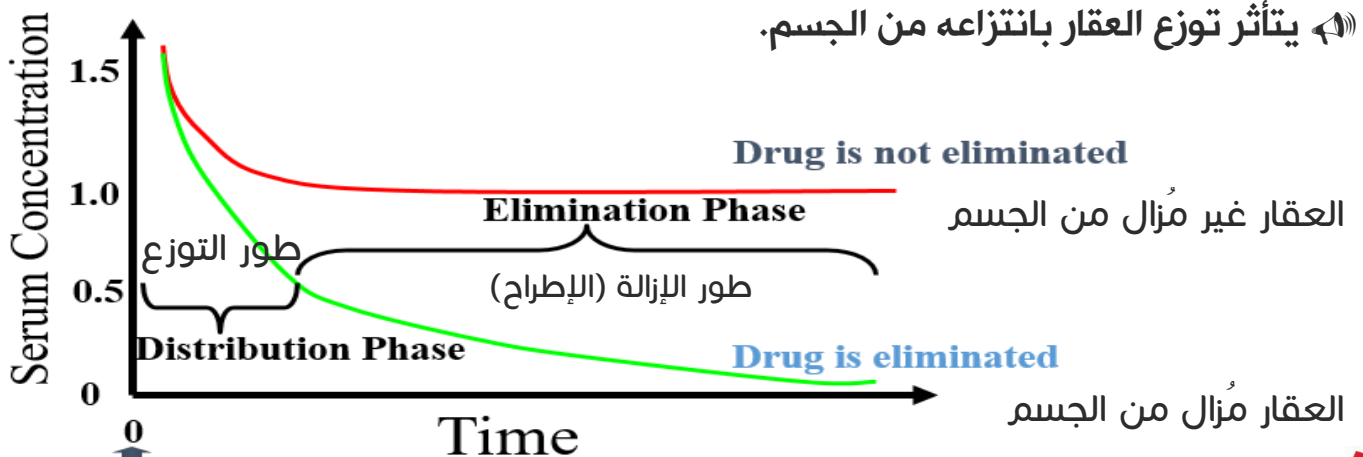 يتأثر توزع العقار بانتزاعه من الجسم.
Serum Concentration
1.5
Drug is not eliminated
1.0
Elimination Phase
العقار غير مُزال من الجسم
طور التوزع
0.5
طور الإزالة (الإطراح)
Distribution Phase
Drug is eliminated
0
العقار مُزال من الجسم
0
Time